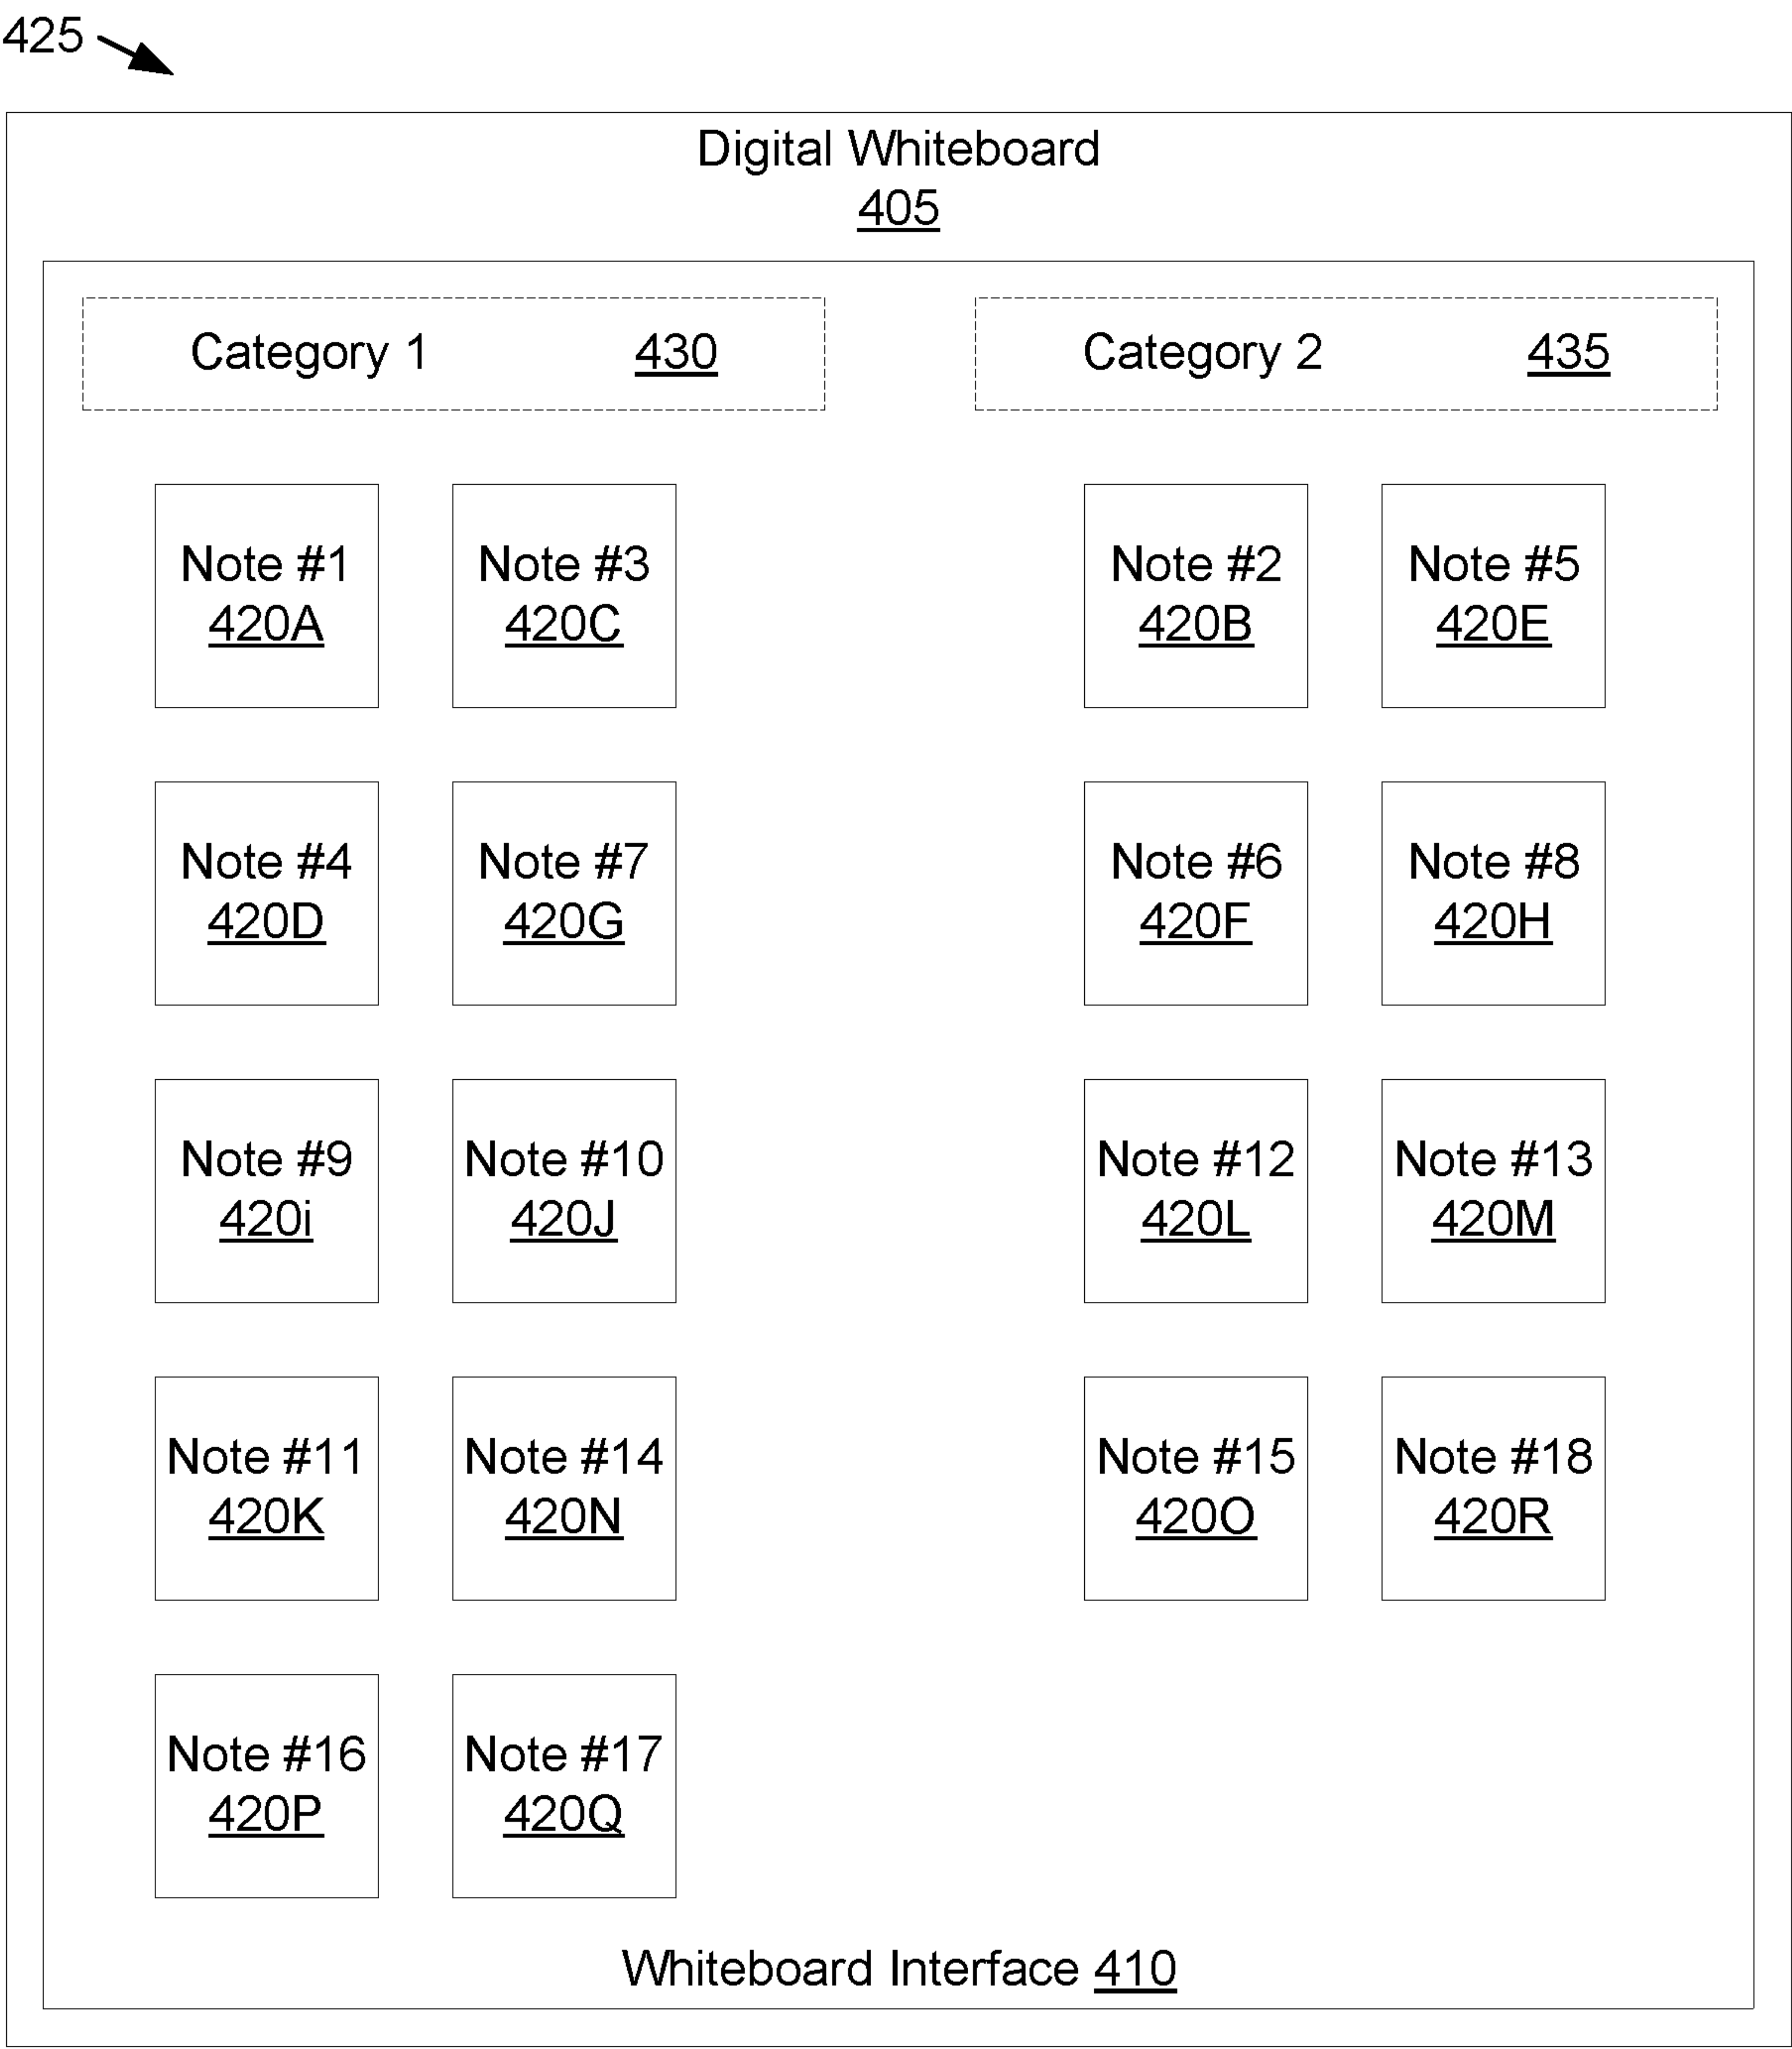 425
Digital Whiteboard
405
Category 1 430
Category 2 435
Note #1
420A
Note #3
420C
Note #2
420B
Note #5
420E
Note #4
420D
Note #7
420G
Note #6
420F
Note #8
420H
Note #9
420i
Note #10
420J
Note #12
420L
Note #13
420M
Note #11
420K
Note #14
420N
Note #15
420O
Note #18
420R
Note #16
420P
Note #17
420Q
Whiteboard Interface 410